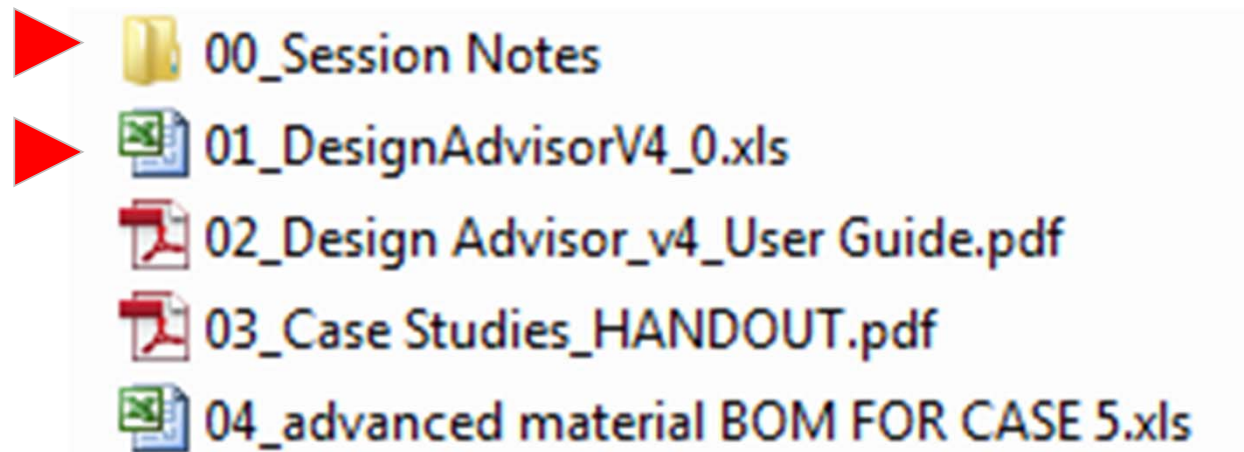 00_Session Notes
01_DesignAdvisorV4_0.xls
02_Design Advisor_v4_User Guide.pdf
03_Case Studies_HANDOUT.pdf
04_advanced material BOM FOR CASE 5.xls